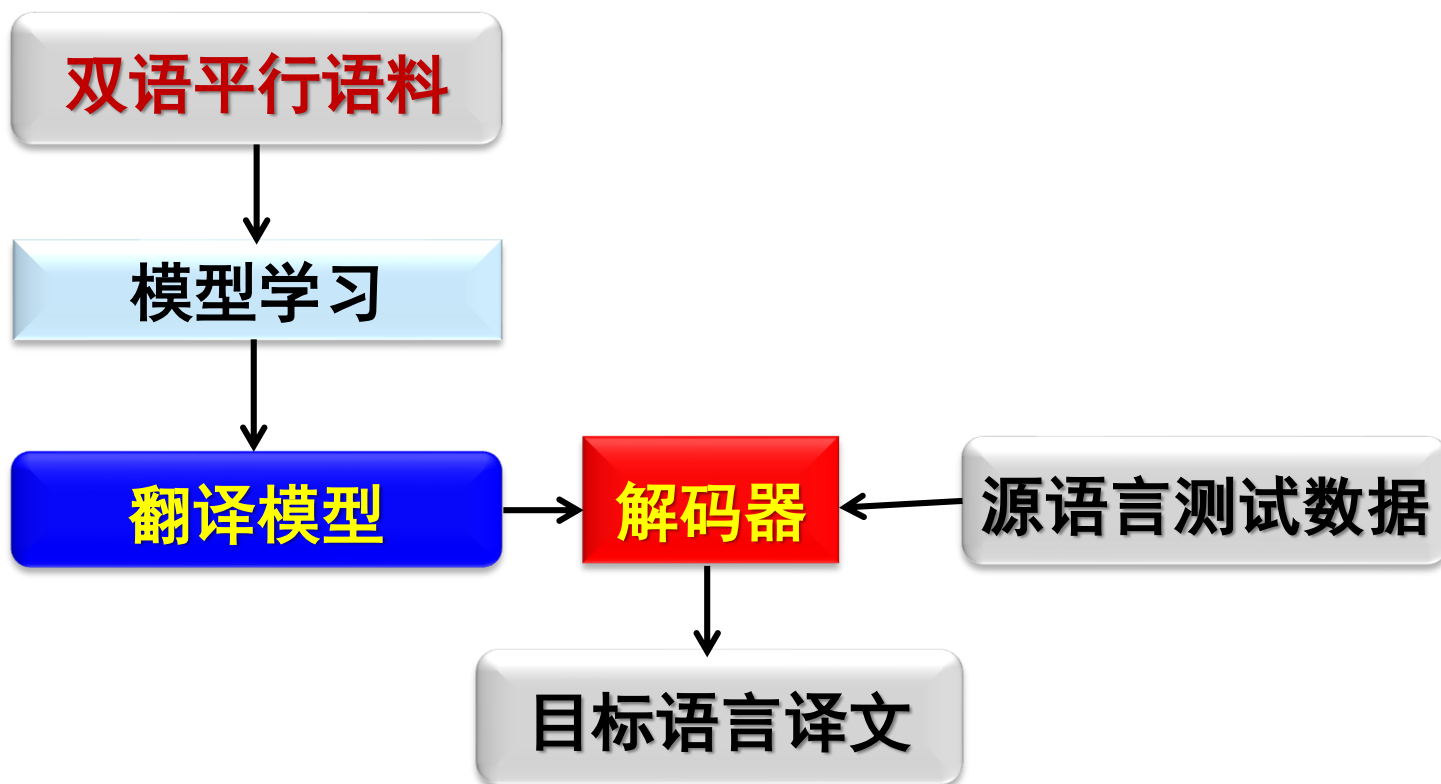 双语平行语料
模型学习
翻译模型
解码器
源语言测试数据
目标语言译文